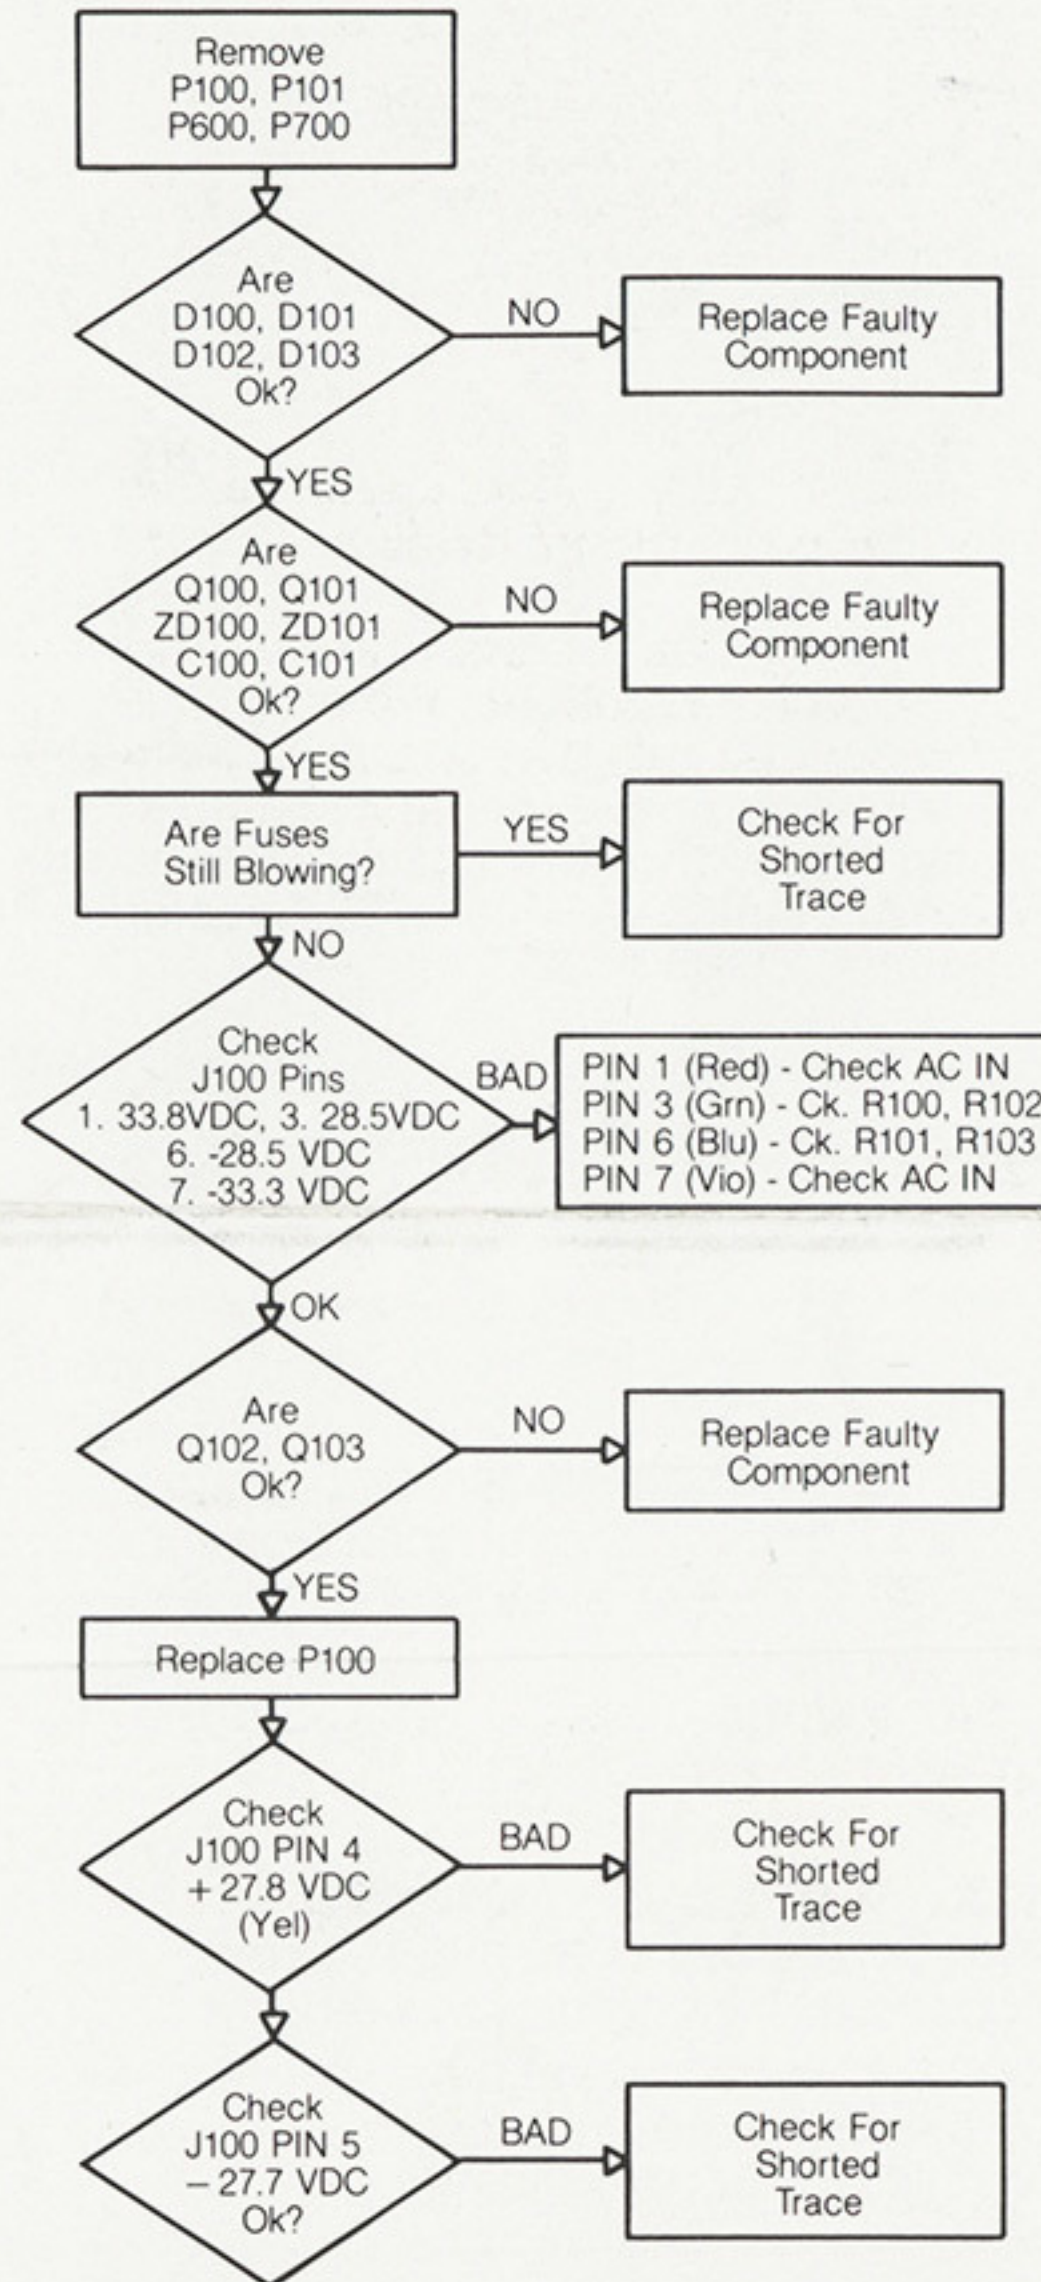 Remove
P100, P101
P600, P700
Are
D100, D101
D102, D103
Ok?
NO
Replace Faulty
Component
YES
Are
Q100, Q101
ZD100, ZD101
C100, C101
Ok?
NO
Replace Faulty
Component
YES
Are Fuses
Still Blowing?
YES
Check For
Shorted
Trace
NO
Check
J100 Pins
1. 33.8VDC, 3. 28.5VDC
6. -28.5 VDC
7. -33.3 VDC
BAD
PIN 1 (Red) - Check AC IN
PIN 3 (Grn) - Ck. R100, R102
PIN 6 (Blu) - Ck. R101, R103
PIN 7 (Vio) - Check AC IN
OK
Are
Q102, Q103
Ok?
NO
Replace Faulty
Component
YES
Replace P100
Check
J100 PIN 4
+27.8 VDC
(Yel)
BAD
Check For
Shorted
Trace
Check
J100 PIN 5
–27.7 VDC
Ok?
BAD
Check For
Shorted
Trace